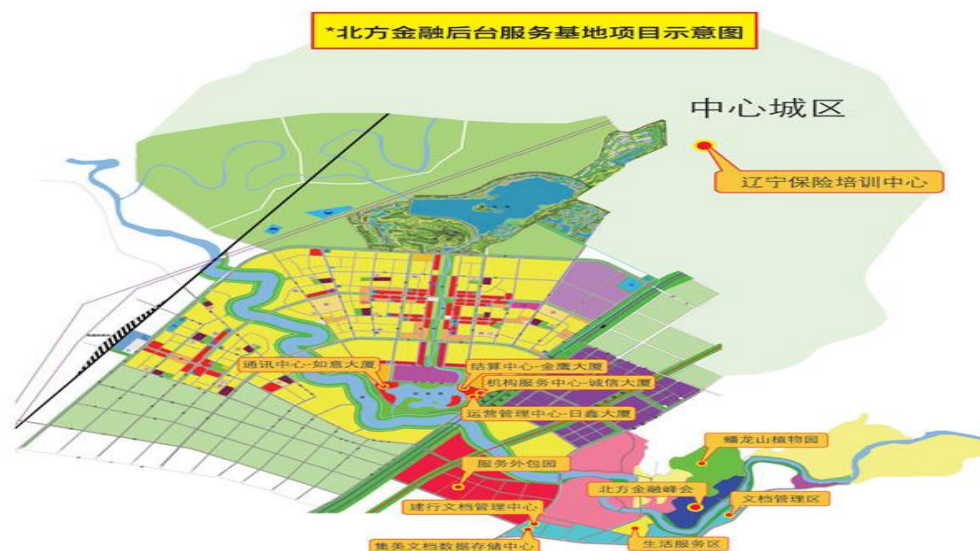 *北方金融后台服务基地项目示意图
中心城区
辽宁保险培训中心
通讯中心-如意大厦
结算中心-金鹰大厦
机构服务中心-诚信大厦
运营管理中心-日鑫大厦
蟠龙山植物园
服务外包园
北方金融峰会
文档管理区
建行文档管理中心
集美文档数据存储中心
生活服务区